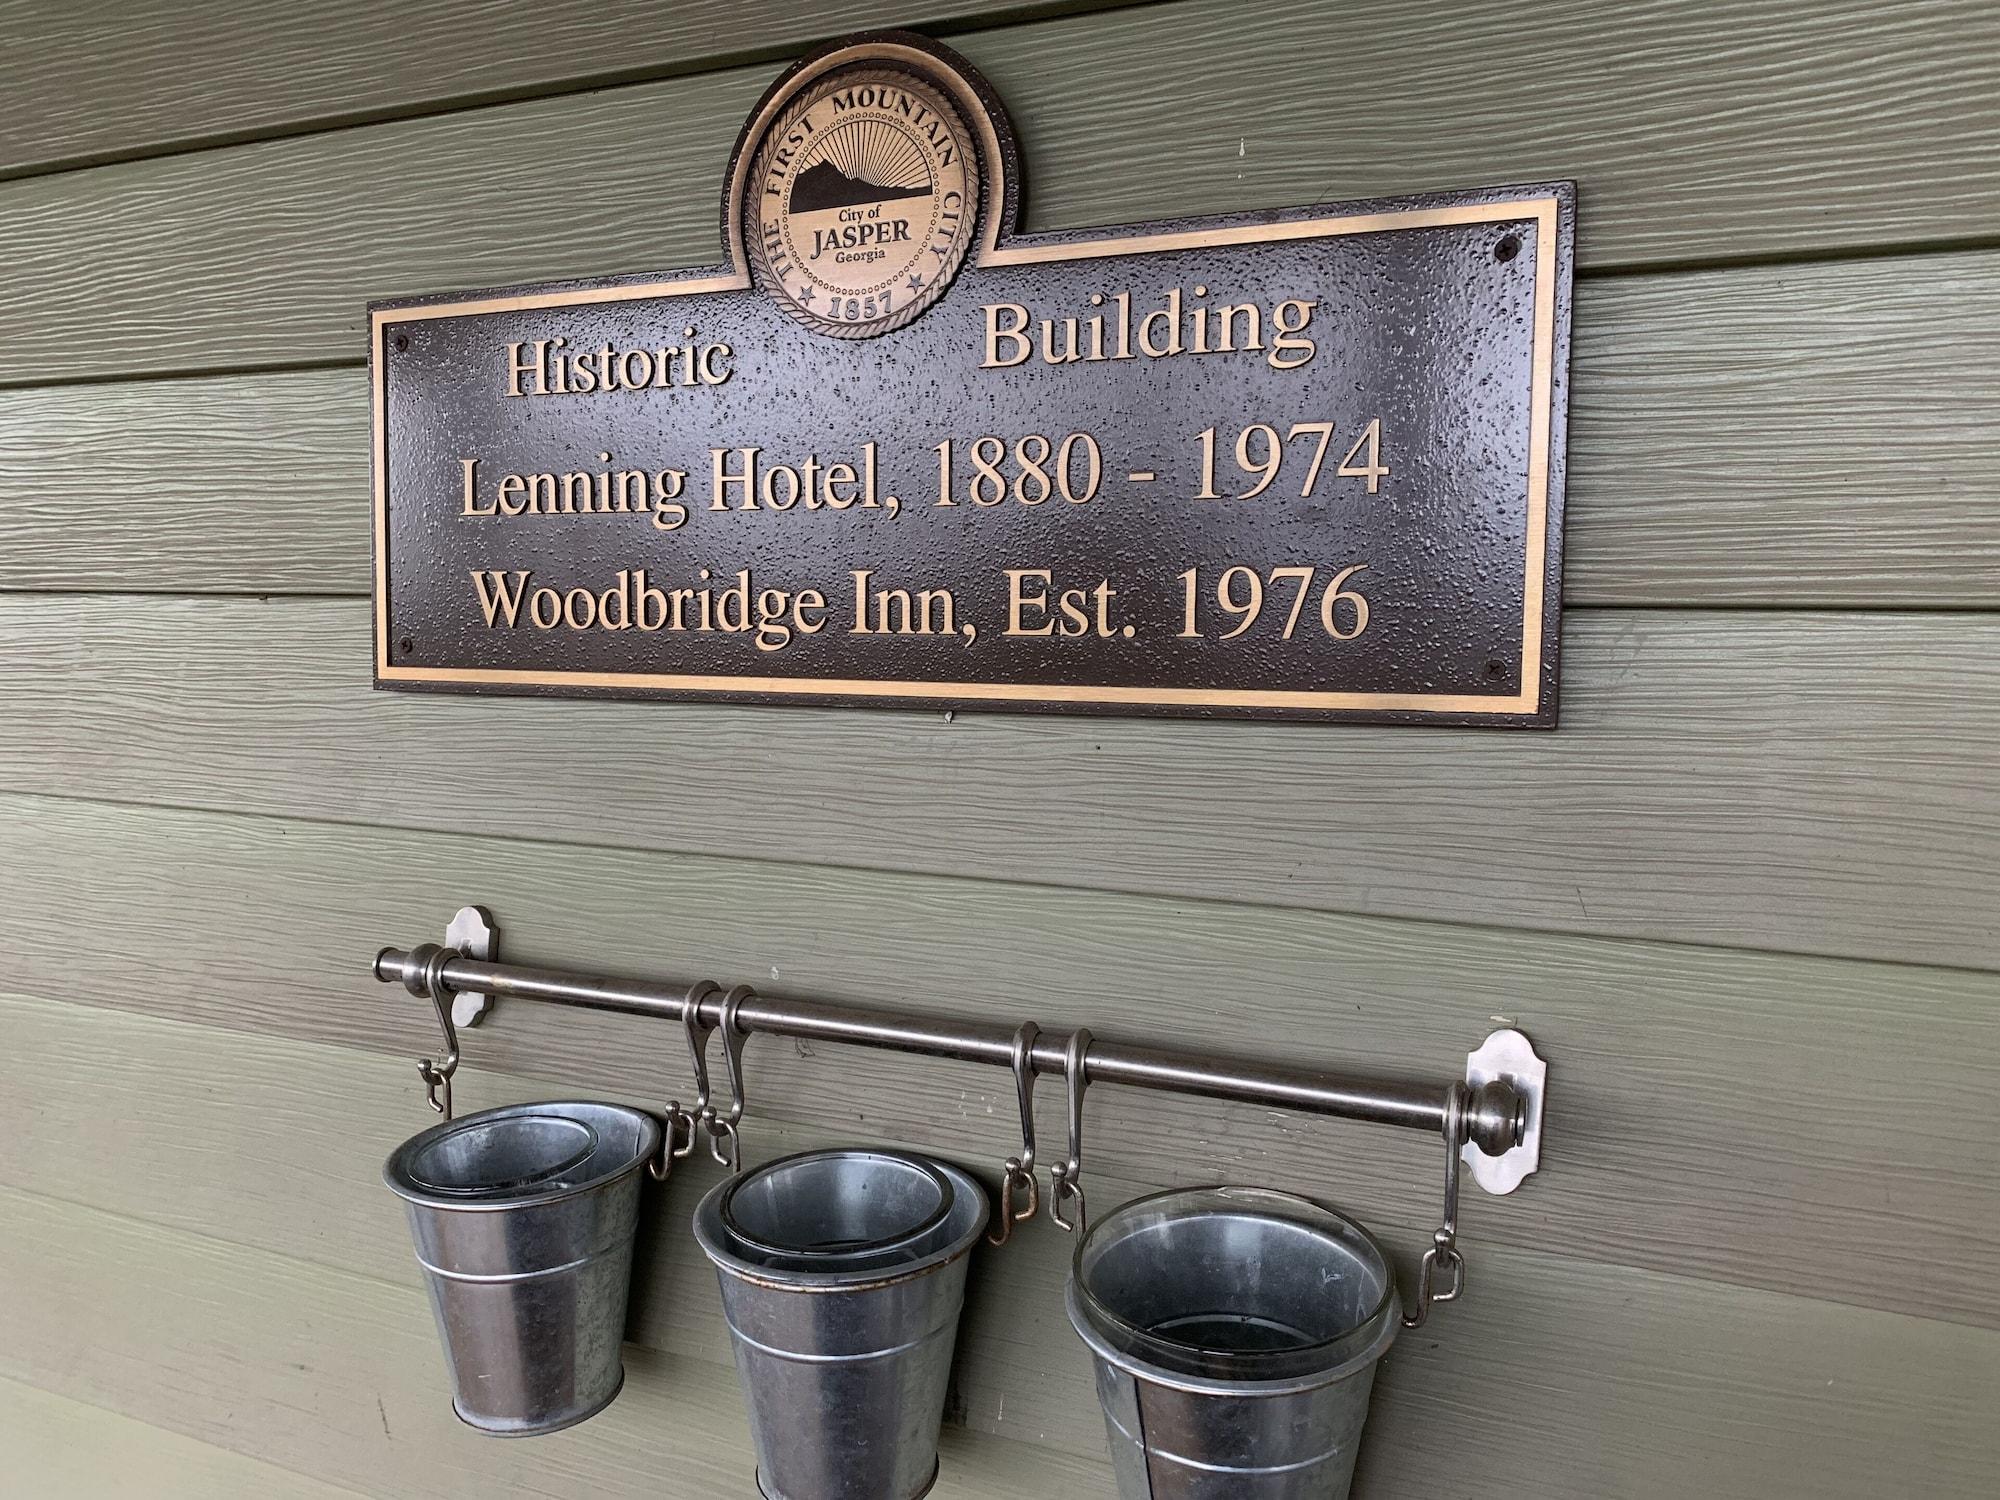 THE FIRST MOUNTAIN CITY
City of
JASPER
Georgia
1857
Historic Building
Lenning Hotel, 1880 - 1974
Woodbridge Inn, Est. 1976